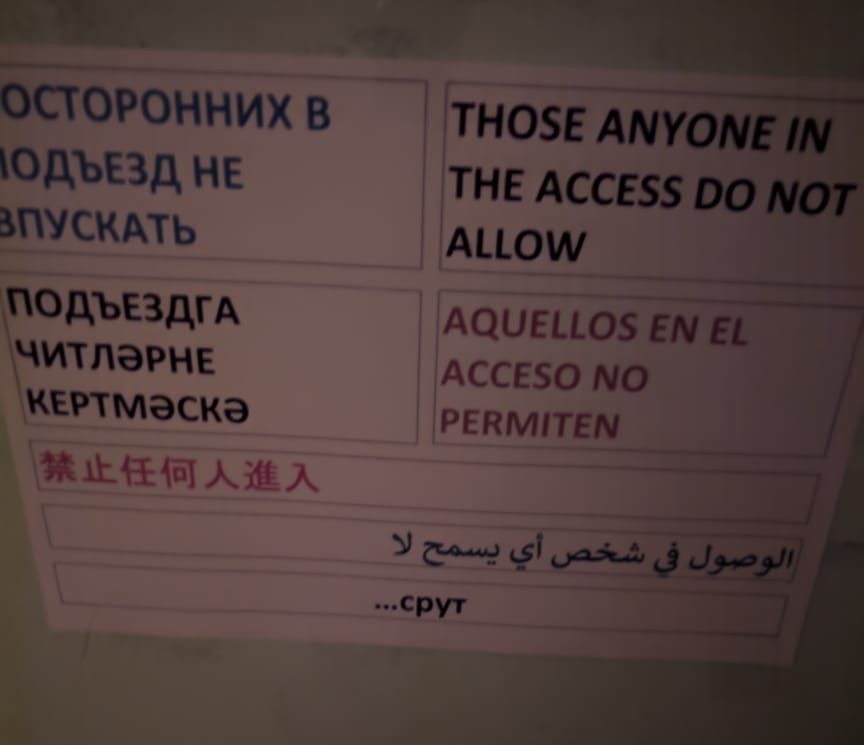 ОСТОРОННИХ В
ПОДЪЕЗД НЕ
ВПУСКАТЬ
THOSE ANYONE IN
THE ACCESS DO NOT
ALLOW
ПОДЪЕЗДГА
ЧИТЛӘРНЕ
КЕРТМӘСКӘ
AQUELLOS EN EL
ACCESO NO
PERMITEN
禁止任何人進入
الوصول في شخص أي يسمح لا
...срут